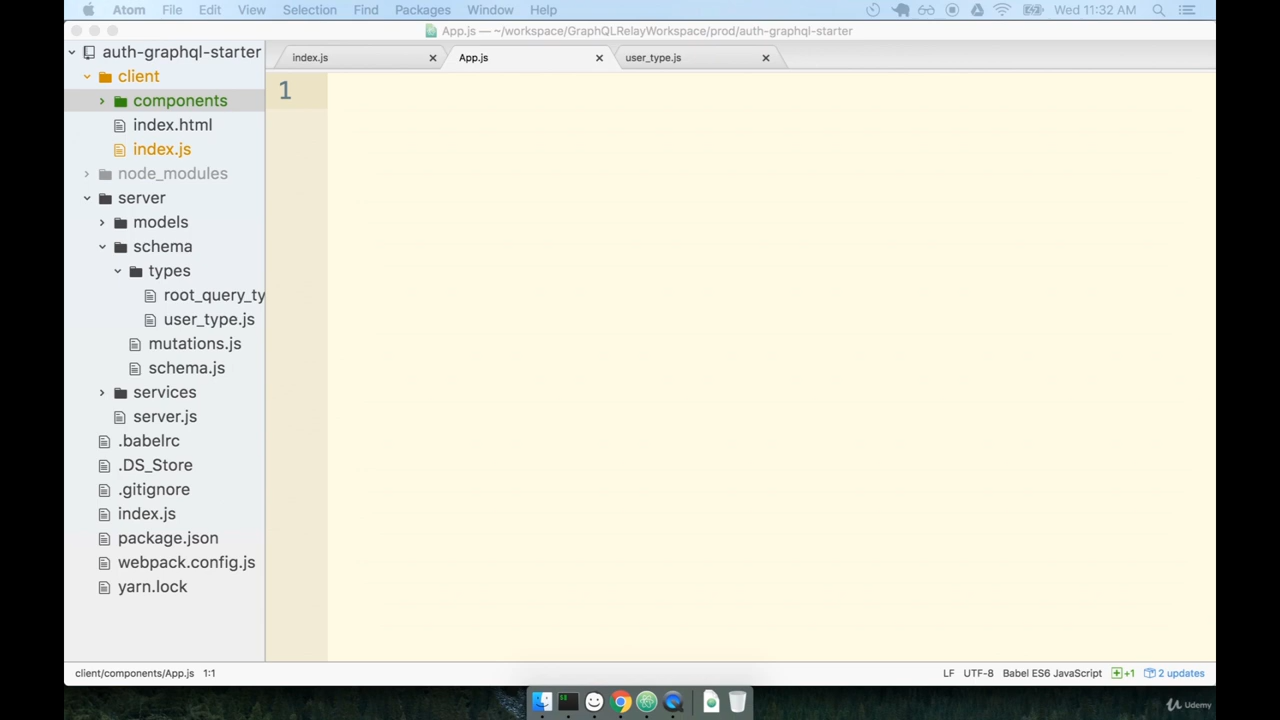 Atom File Edit View Selection Find Packages Window Help Wed 11:32 AM
App.js — ~/workspace/GraphQLRelayWorkspace/prod/auth-graphql-starter
auth-graphql-starter
client
components
index.html
index.js
node_modules
server
models
schema
types
root_query_ty
user_type.js
mutations.js
schema.js
services
server.js
.babelrc
.DS_Store
.gitignore
index.js
package.json
webpack.config.js
yarn.lock
index.js App.js user_type.js
1
client/components/App.js 1:1 LF UTF-8 Babel ES6 JavaScript +1 2 updates
Udemy